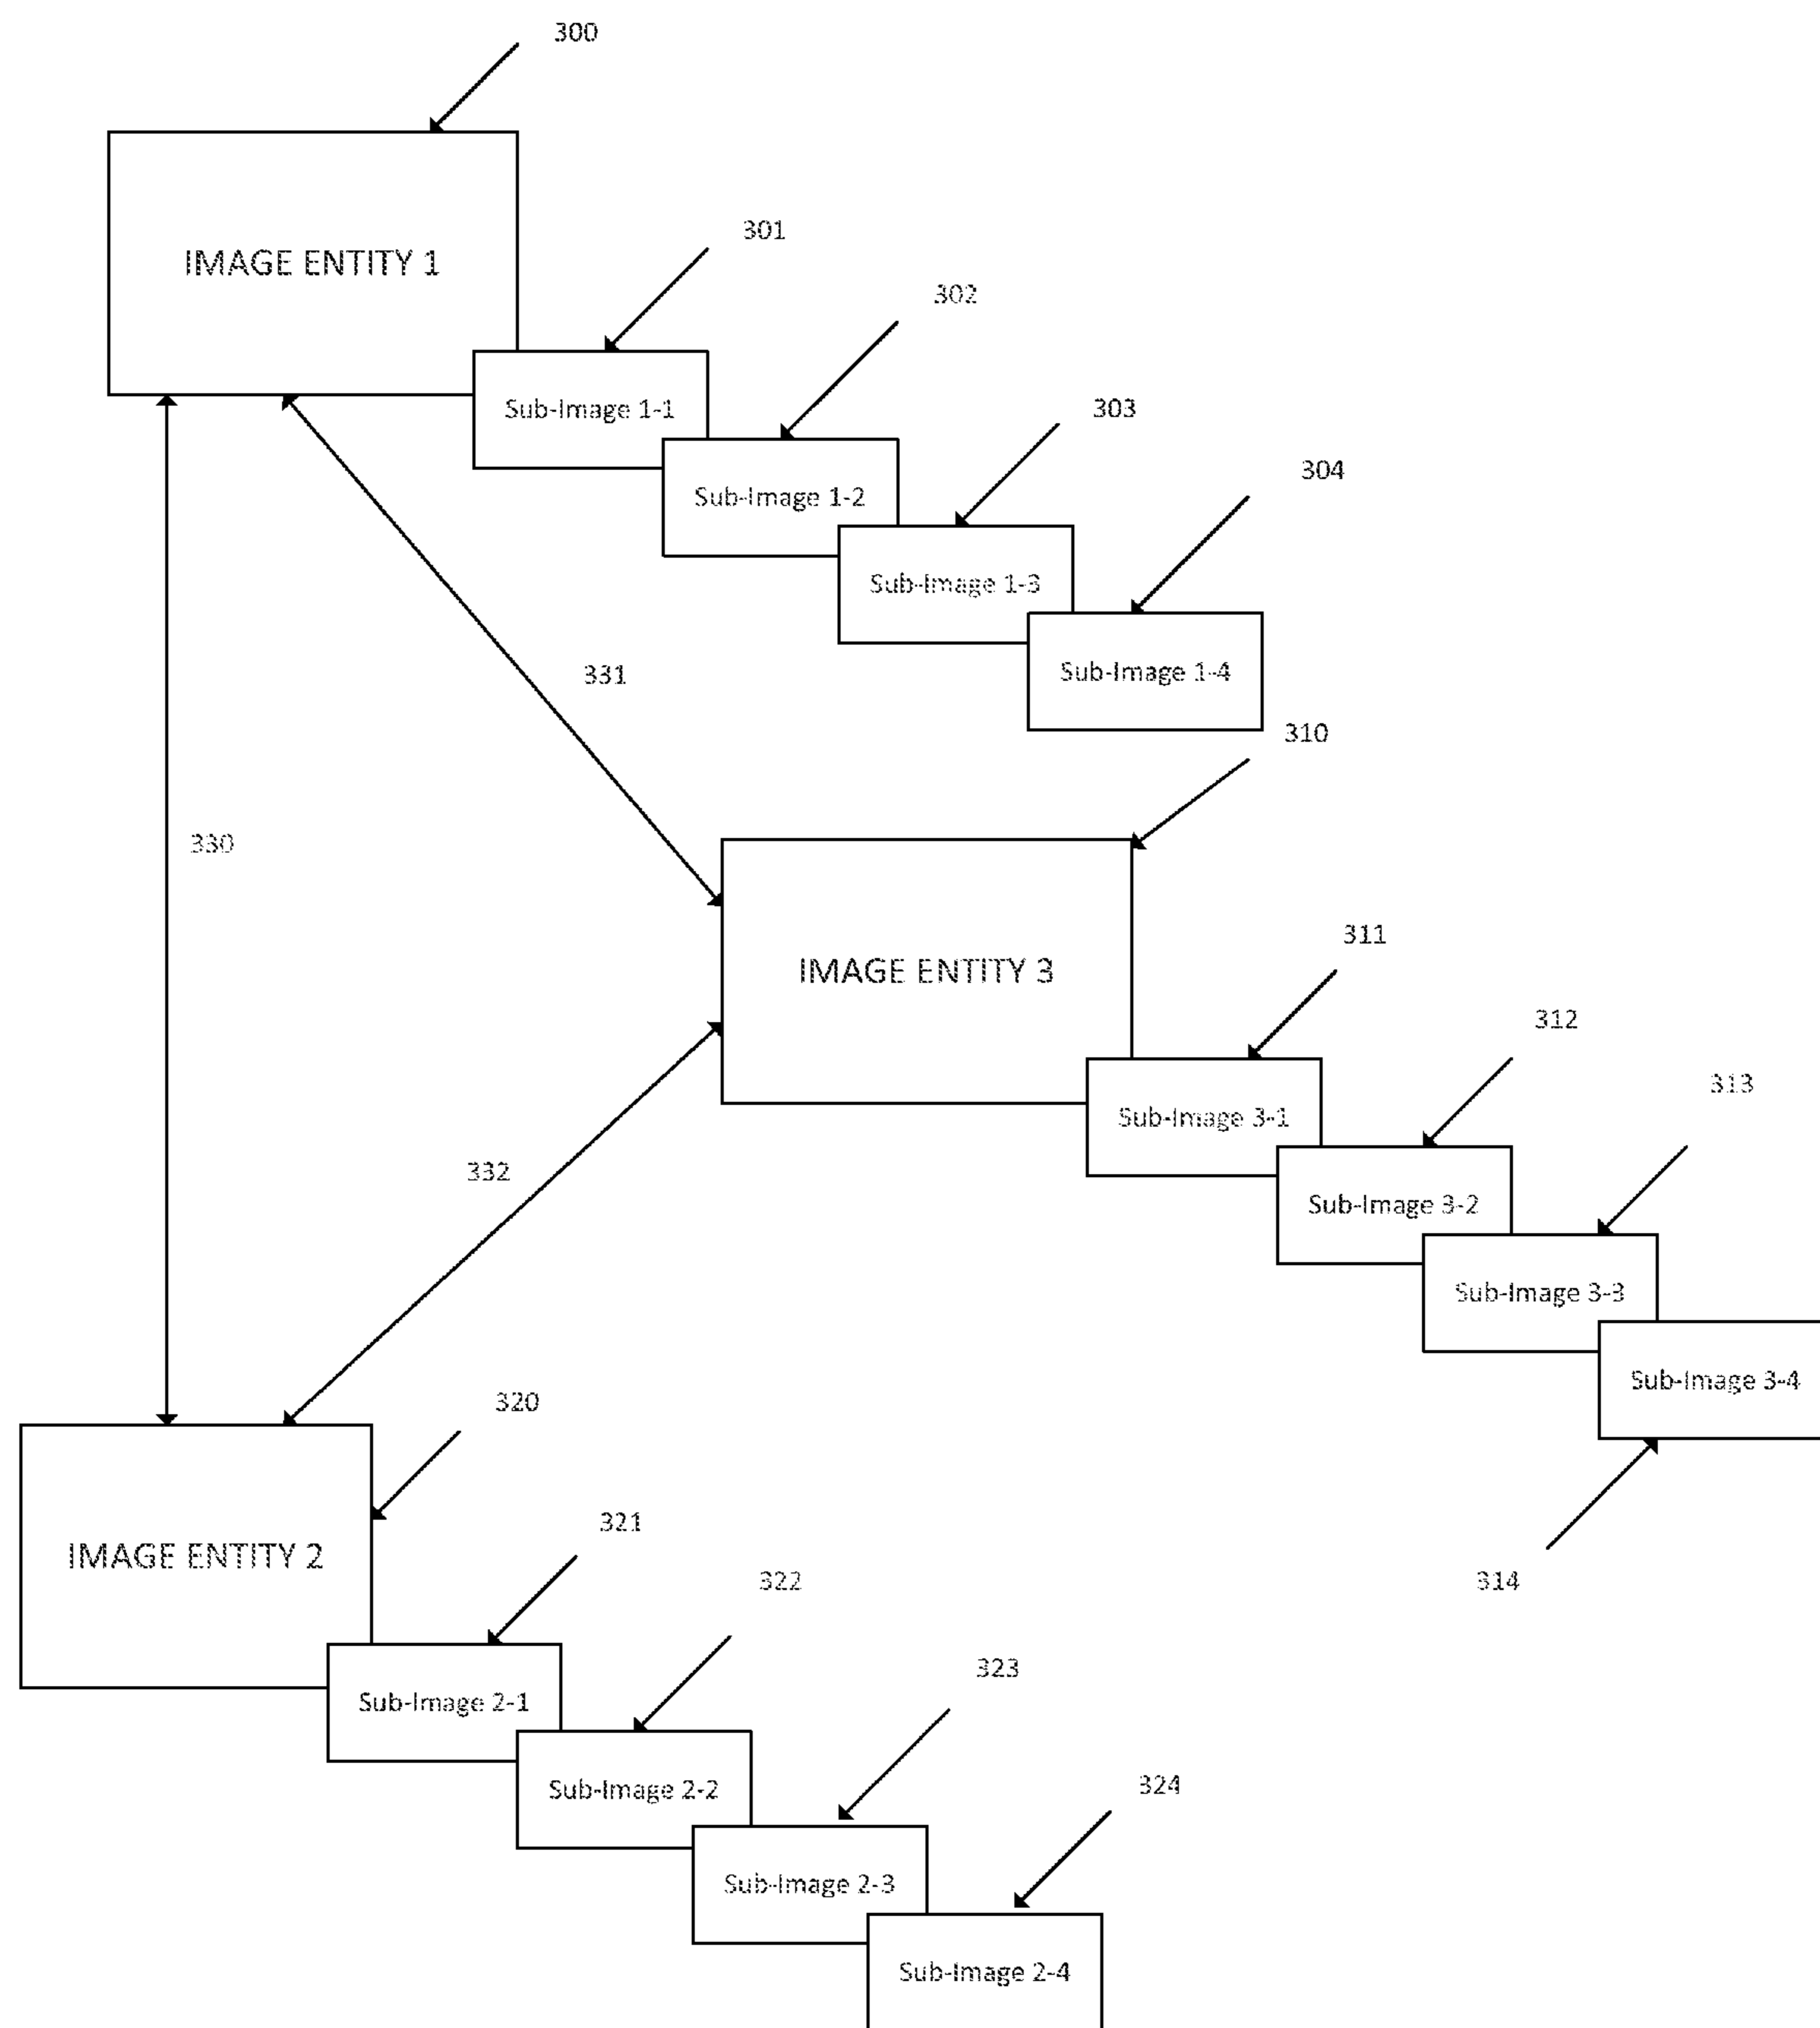 300
IMAGE ENTITY 1
301
302
Sub-Image 1-1
303
304
Sub-Image 1-2
Sub-Image 1-3
Sub-Image 1-4
331
310
330
IMAGE ENTITY 3
311
312
313
Sub-Image 3-1
332
Sub-Image 3-2
Sub-Image 3-3
Sub-Image 3-4
314
320
IMAGE ENTITY 2
321
322
Sub-Image 2-1
323
Sub-Image 2-2
324
Sub-Image 2-3
Sub-Image 2-4